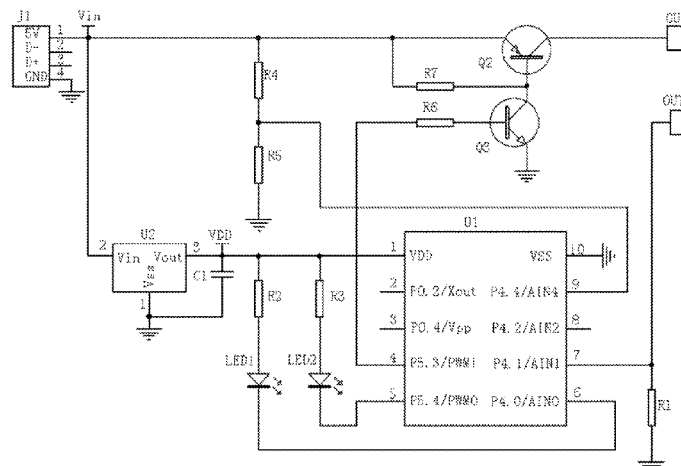 J1
Vin
5V
1
D-
2
D+
3
GND
4
R4
R5
R7
R6
Q2
Q3
OU
OUT
U2
2
Vin
Vout
3
Vss
1
VDD
C1
R2
R3
LED1
LED2
U1
1
VDD
VSS
10
2
P0.2/Xout
P4.4/AIN4
9
3
P0.4/Vpp
P4.2/AIN2
8
4
P5.3/PWM1
P4.1/AIN1
7
5
P5.4/PWM0
P4.0/AIN0
6
R1